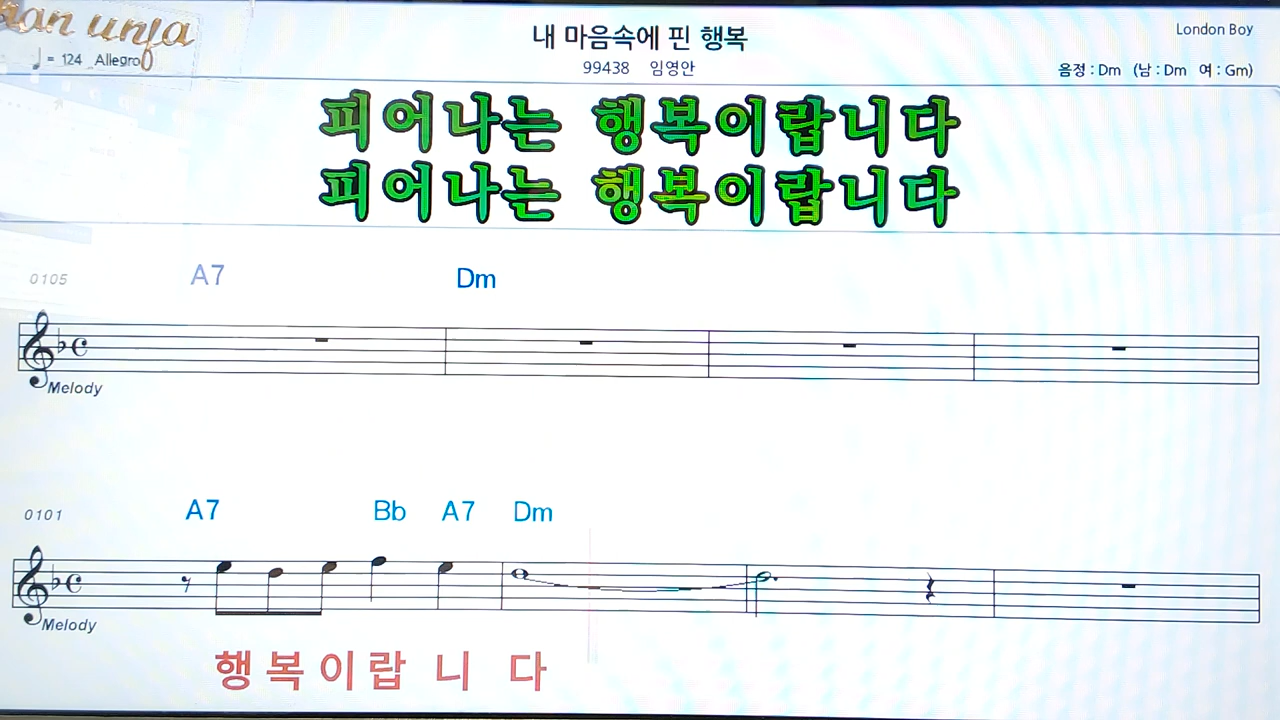 내 마음속에 핀 행복
London Boy
♩ = 124 Allegro
99438 임영안
음정 : Dm (남 : Dm 여 : Gm)
피어나는 행복이랍니다
피어나는 행복이랍니다
0105 A7 Dm
Melody
0101 A7 Bb A7 Dm
Melody
행복이랍 니 다